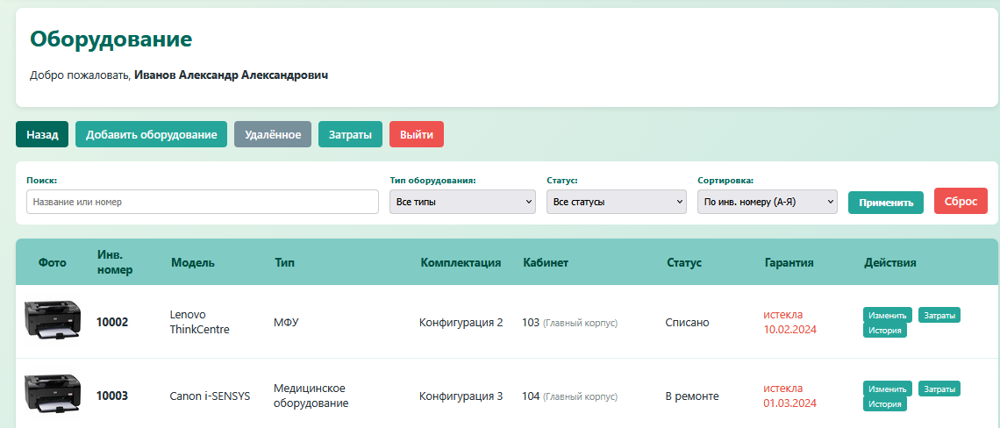 Оборудование
Добро пожаловать, Иванов Александр Александрович
Назад Добавить оборудование Удалённое Затраты Выйти
Поиск: Тип оборудования: Статус: Сортировка:
Название или номер Все типы Все статусы По инв. номеру (А-Я) Применить Сброс
Фото Инв. номер Модель Тип Комплектация Кабинет Статус Гарантия Действия
10002 Lenovo ThinkCentre МФУ Конфигурация 2 103 (Главный корпус) Списано истекла 10.02.2024 Изменить Затраты История
10003 Canon i-SENSYS Медицинское оборудование Конфигурация 3 104 (Главный корпус) В ремонте истекла 01.03.2024 Изменить Затраты История